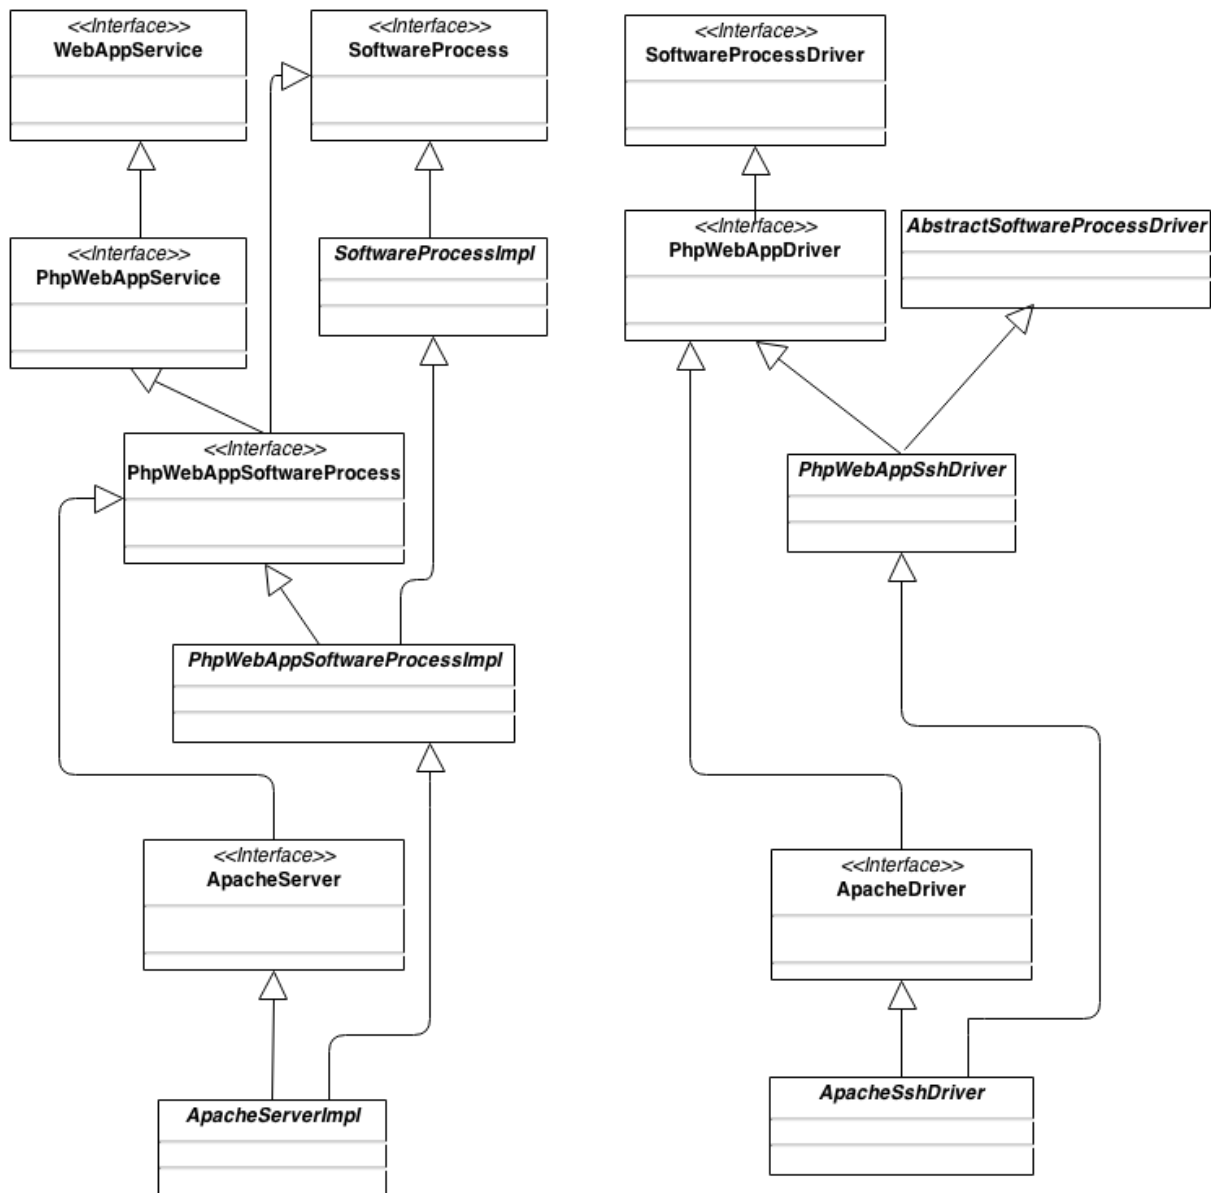 <<Interface>>
WebAppService
<<Interface>>
SoftwareProcess
<<Interface>>
SoftwareProcessDriver
<<Interface>>
PhpWebAppService
SoftwareProcessImpl
<<Interface>>
PhpWebAppDriver
AbstractSoftwareProcessDriver
<<Interface>>
PhpWebAppSoftwareProcess
PhpWebAppSshDriver
PhpWebAppSoftwareProcessImpl
<<Interface>>
ApacheServer
<<Interface>>
ApacheDriver
ApacheServerImpl
ApacheSshDriver